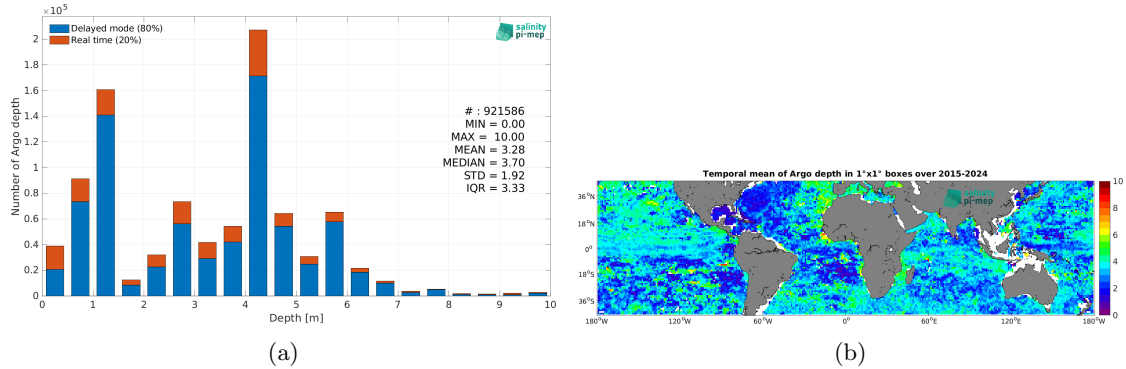 ×10⁵
Delayed mode (80%)
Real time (20%)
salinity
pi-mep
2
1.8
1.6
1.4
1.2
1
0.8
0.6
0.4
0.2
0
Number of Argo depth
# : 921586
MIN = 0.00
MAX = 10.00
MEAN = 3.28
MEDIAN = 3.70
STD = 1.92
IQR = 3.33
0 1 2 3 4 5 6 7 8 9 10
Depth [m]
(a)
Temporal mean of Argo depth in 1°x1° boxes over 2015-2024
salinity
pi-mep
36°N
18°N
0°
18°S
36°S
180°W 120°W 60°W 0° 60°E 120°E 180°W
10
8
6
4
2
0
(b)